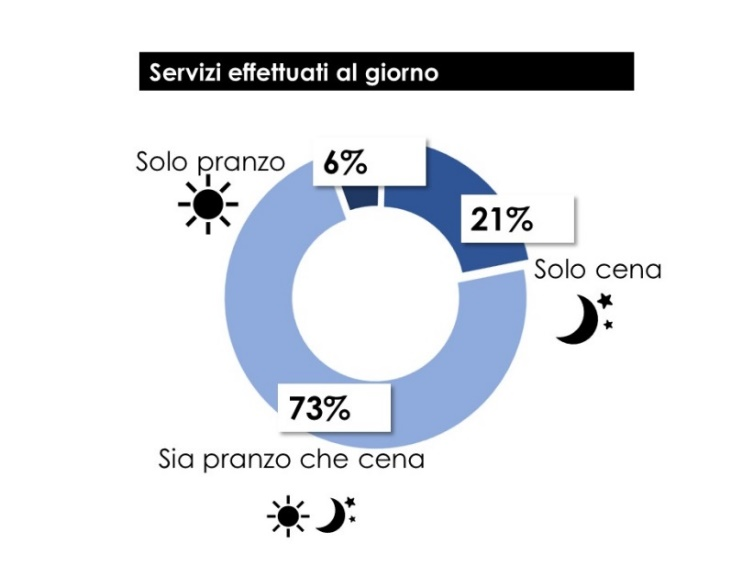 Servizi effettuati al giorno
Solo pranzo
6%
21%
Solo cena
73%
Sia pranzo che cena